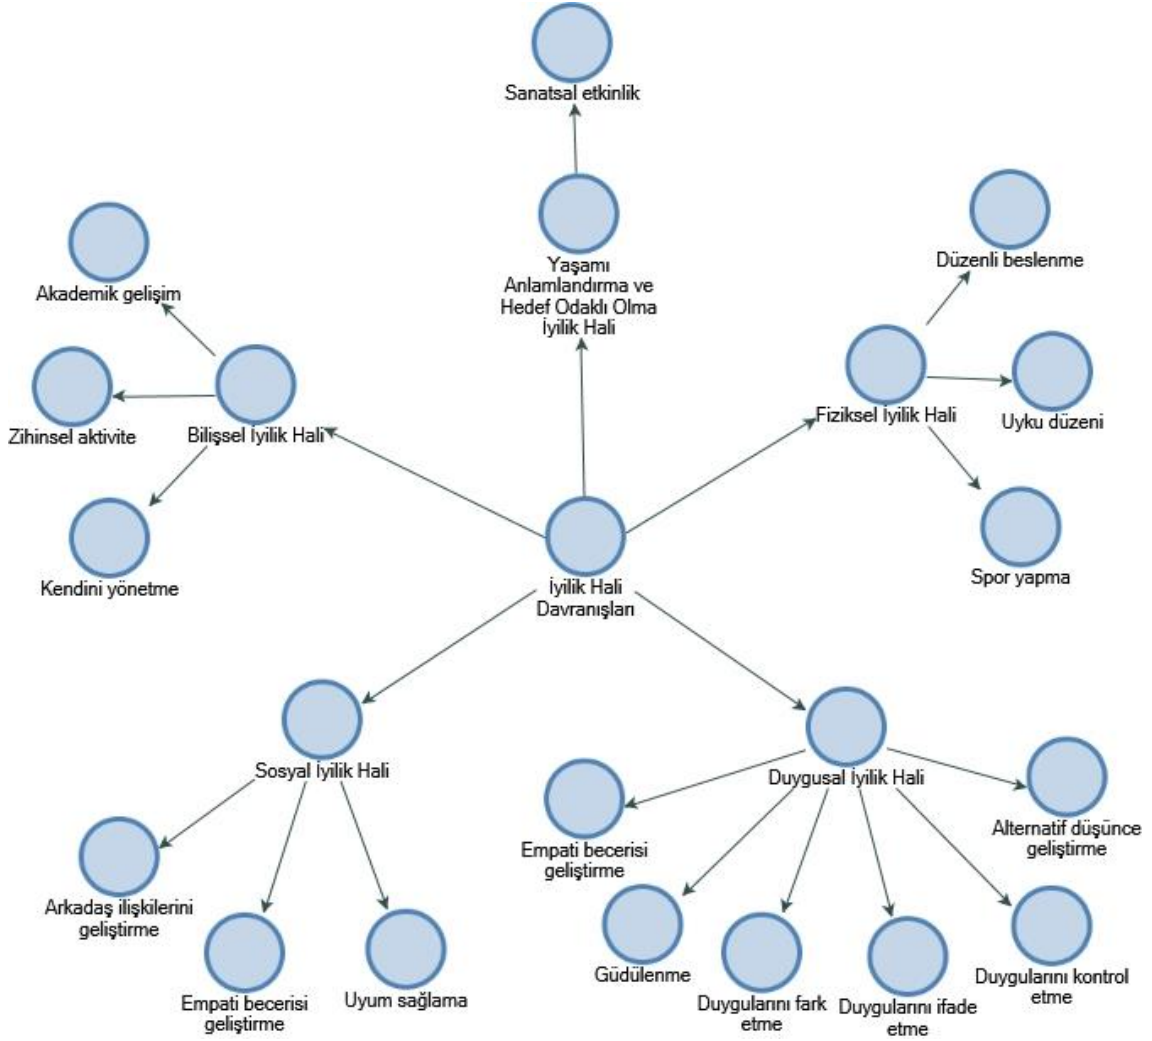 Sanatsal etkinlik
Yaşamı
Anlamlandırma ve
Hedef Odaklı Olma
İyilik Hali
Düzenli beslenme
Akademik gelişim
Fiziksel İyilik Hali
Uyku düzeni
Zihinsel aktivite
Bilişsel İyilik Hali
Kendini yönetme
İyilik Hali
Davranışları
Spor yapma
Sosyal İyilik Hali
Duygusal İyilik Hali
Empati becerisi
geliştirme
Alternatif düşünce
geliştirme
Arkadaş ilişkilerini
geliştirme
Empati becerisi
geliştirme
Uyum sağlama
Güdülenme
Duygularını fark
etme
Duygularını ifade
etme
Duygularını kontrol
etme